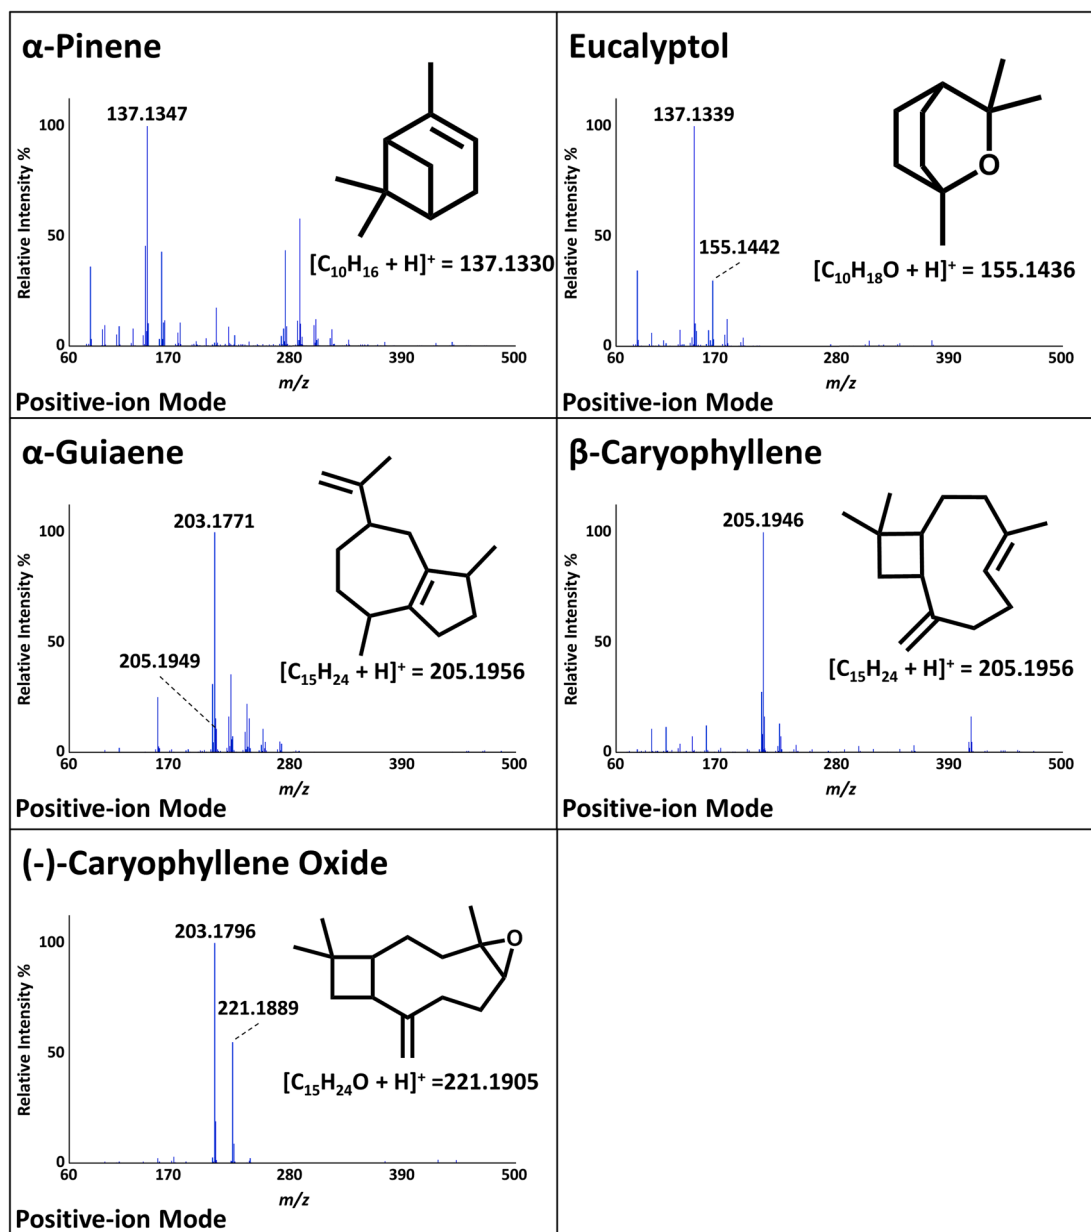 α-Pinene
137.1347
100
50
0
Relative Intensity %
[C₁₀H₁₆ + H]⁺ = 137.1330
60 170 280 390 500
m/z
Positive-ion Mode
Eucalyptol
137.1339
100
155.1442
50
0
Relative Intensity %
O
[C₁₀H₁₈O + H]⁺ = 155.1436
60 170 280 390 500
m/z
Positive-ion Mode
α-Guiaene
203.1771
100
50
205.1949
0
Relative Intensity %
[C₁₅H₂₄ + H]⁺ = 205.1956
60 170 280 390 500
m/z
Positive-ion Mode
β-Caryophyllene
205.1946
100
50
0
Relative Intensity %
[C₁₅H₂₄ + H]⁺ = 205.1956
60 170 280 390 500
m/z
Positive-ion Mode
(-)-Caryophyllene Oxide
203.1796
100
O
221.1889
50
0
Relative Intensity %
[C₁₅H₂₄O + H]⁺ =221.1905
60 170 280 390 500
m/z
Positive-ion Mode